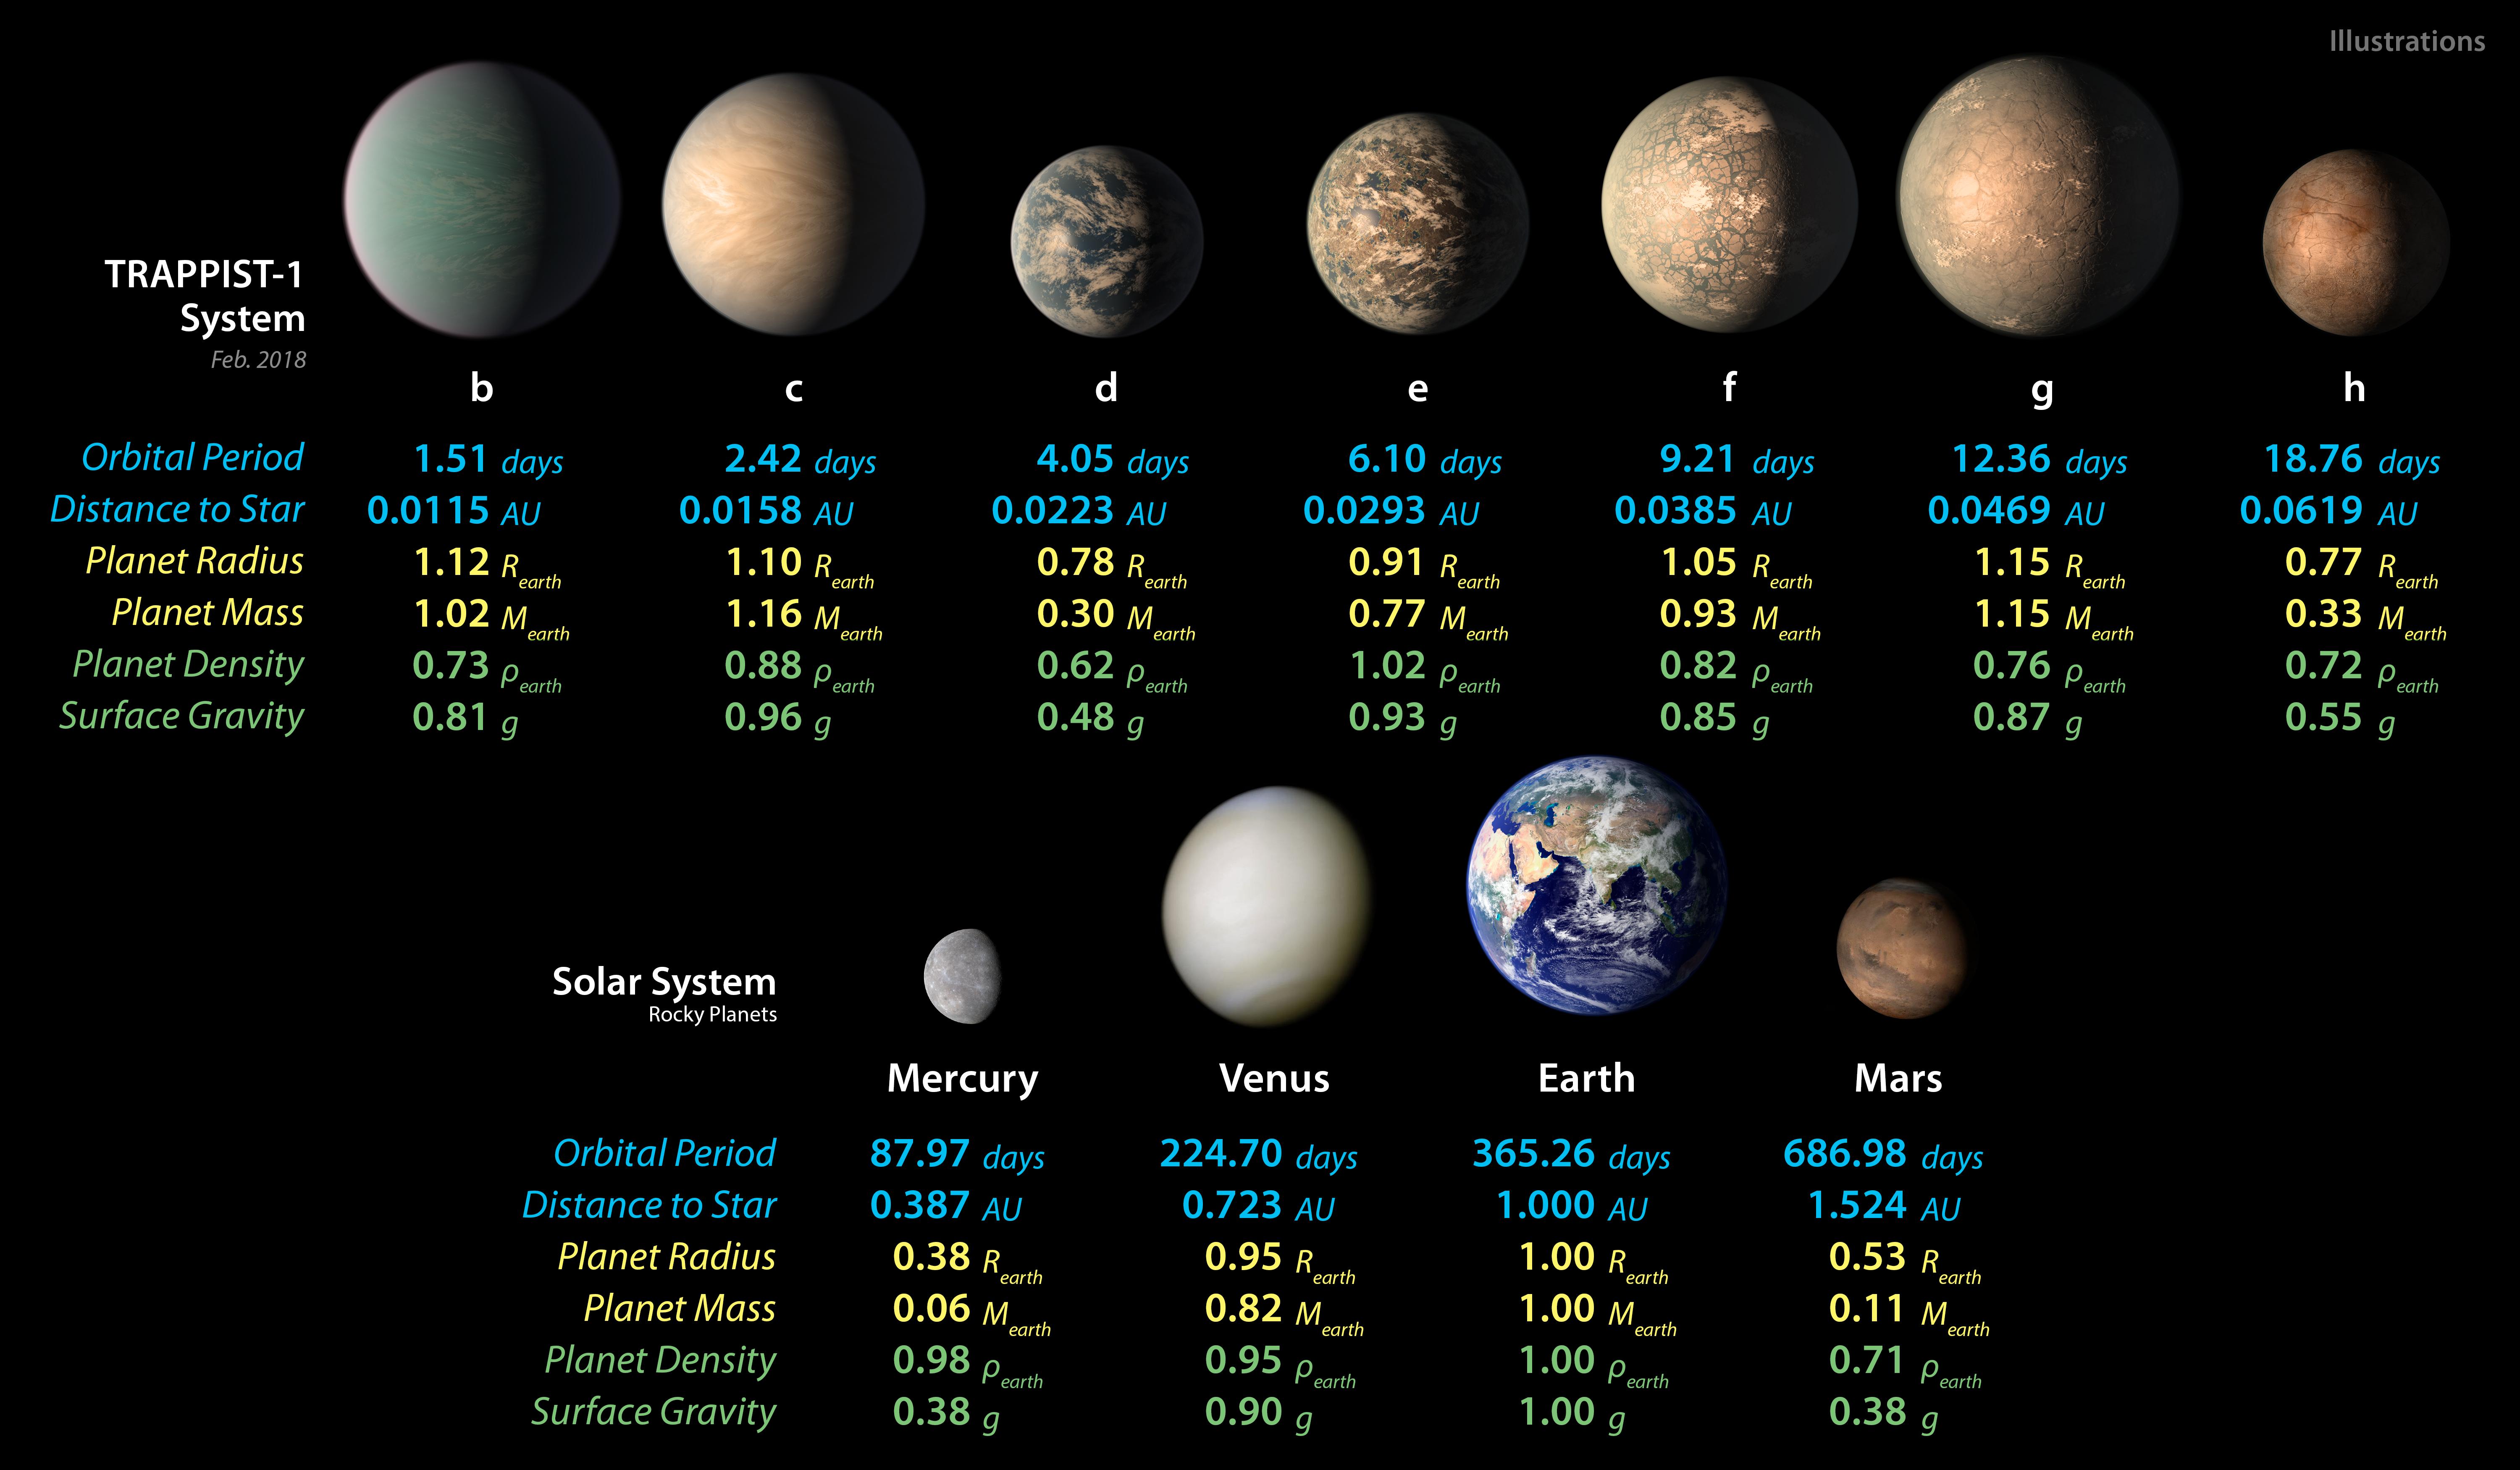 Illustrations
TRAPPIST-1
System
Feb. 2018
b c d e f g h
Orbital Period 1.51 days 2.42 days 4.05 days 6.10 days 9.21 days 12.36 days 18.76 days
Distance to Star 0.0115 AU 0.0158 AU 0.0223 AU 0.0293 AU 0.0385 AU 0.0469 AU 0.0619 AU
Planet Radius 1.12 Rearth 1.10 Rearth 0.78 Rearth 0.91 Rearth 1.05 Rearth 1.15 Rearth 0.77 Rearth
Planet Mass 1.02 Mearth 1.16 Mearth 0.30 Mearth 0.77 Mearth 0.93 Mearth 1.15 Mearth 0.33 Mearth
Planet Density 0.73 ρearth 0.88 ρearth 0.62 ρearth 1.02 ρearth 0.82 ρearth 0.76 ρearth 0.72 ρearth
Surface Gravity 0.81 g 0.96 g 0.48 g 0.93 g 0.85 g 0.87 g 0.55 g
Solar System
Rocky Planets
Mercury Venus Earth Mars
Orbital Period 87.97 days 224.70 days 365.26 days 686.98 days
Distance to Star 0.387 AU 0.723 AU 1.000 AU 1.524 AU
Planet Radius 0.38 Rearth 0.95 Rearth 1.00 Rearth 0.53 Rearth
Planet Mass 0.06 Mearth 0.82 Mearth 1.00 Mearth 0.11 Mearth
Planet Density 0.98 ρearth 0.95 ρearth 1.00 ρearth 0.71 ρearth
Surface Gravity 0.38 g 0.90 g 1.00 g 0.38 g